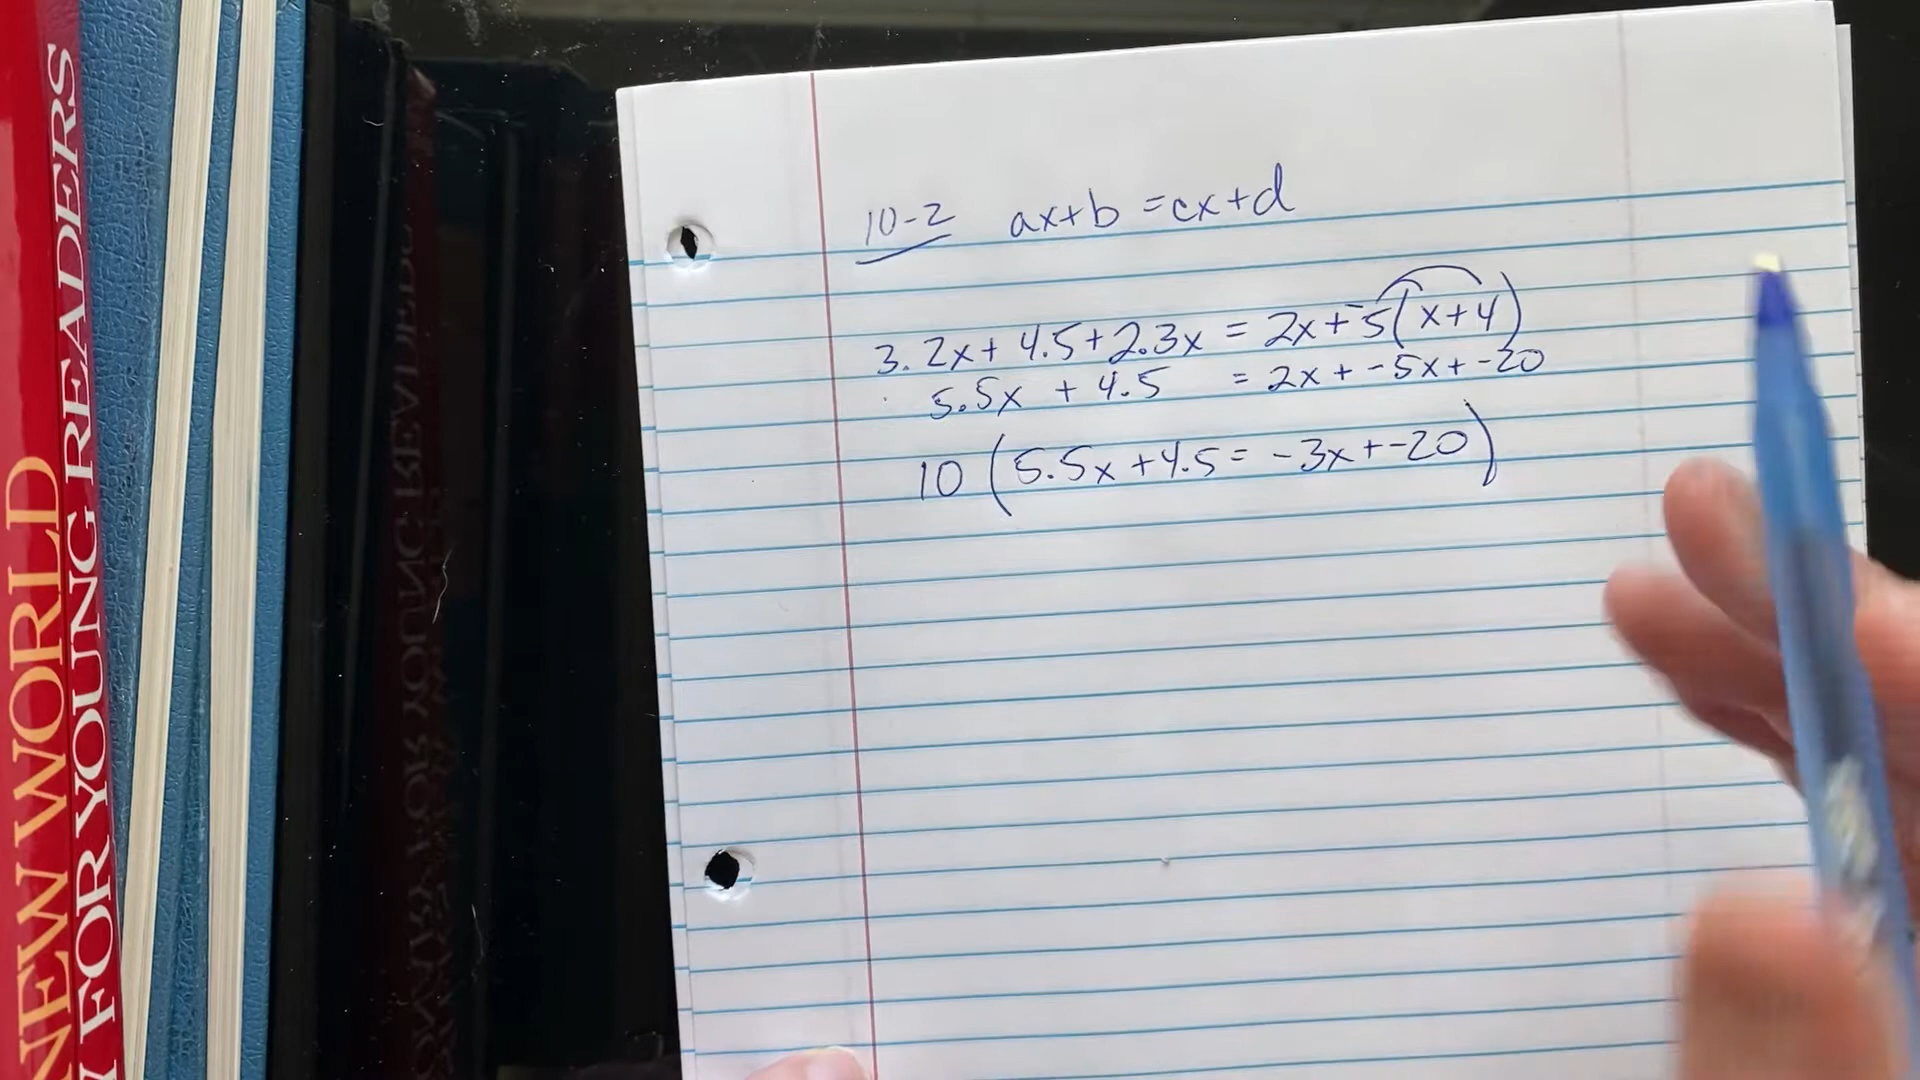 NEW WORLD
FOR YOUNG READERS
10-2 ax+b=cx+d
3.2x+4.5+2.3x=2x+-5(x+4)
5.5x+4.5=2x+-5x+-20
10(5.5x+4.5=-3x+-20)